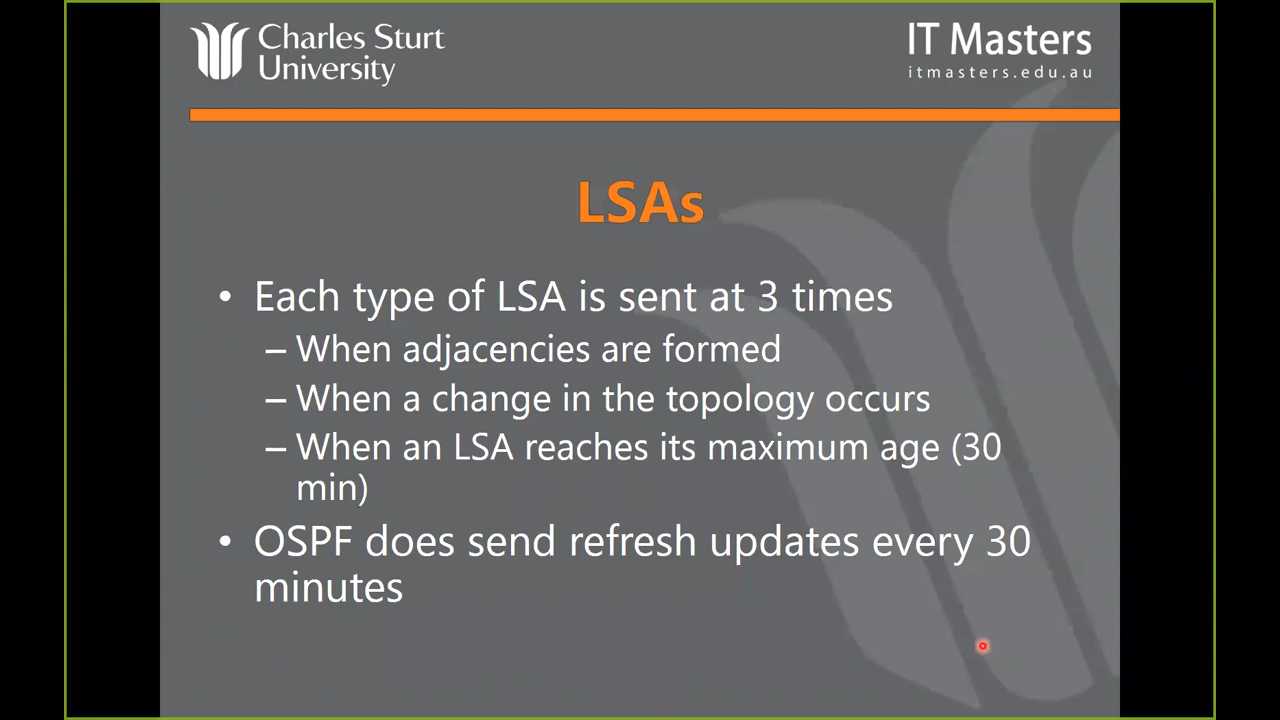 Charles Sturt
University
IT Masters
itmasters.edu.au
LSAs
• Each type of LSA is sent at 3 times
– When adjacencies are formed
– When a change in the topology occurs
– When an LSA reaches its maximum age (30
min)
• OSPF does send refresh updates every 30
minutes